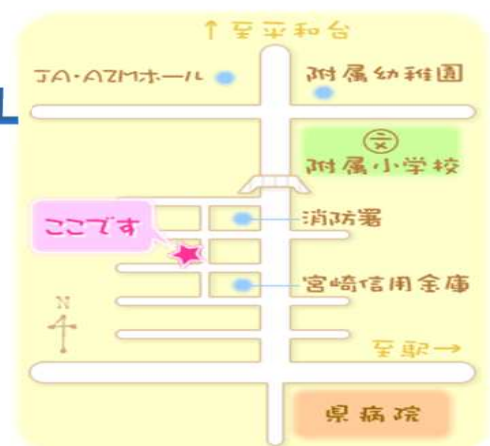 ↑至平和台
JA・AZMホール
附属幼稚園
文
附属小学校
ここです
消防署
宮崎信用金庫
N
至駅→
県病院